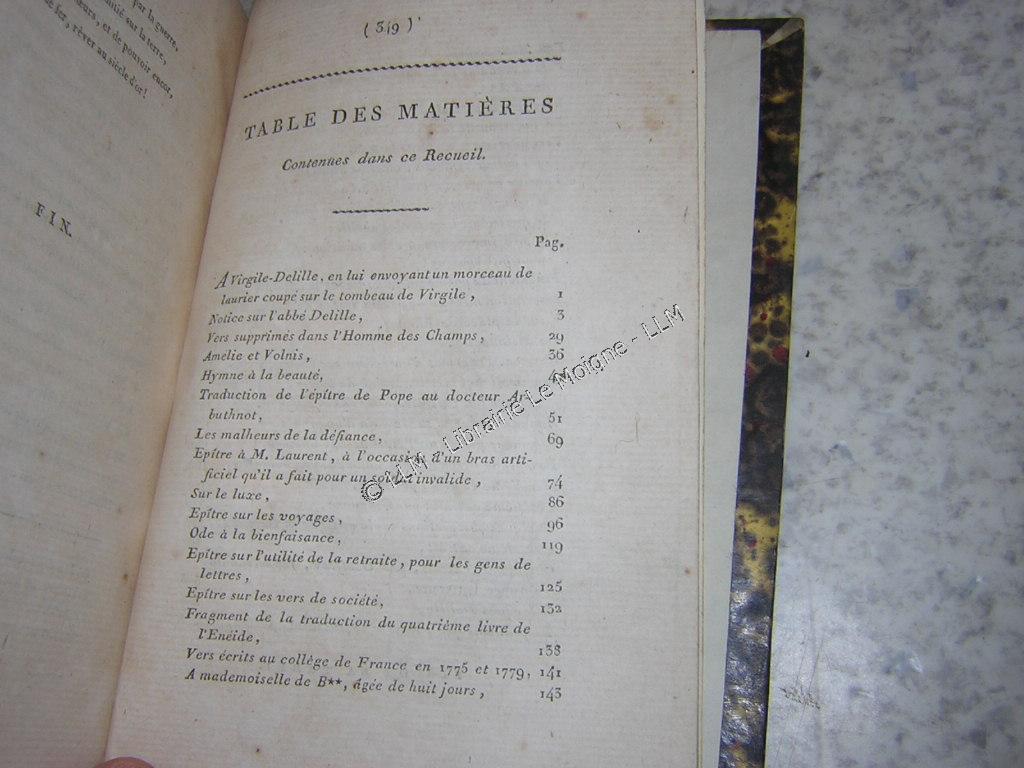 par la guerre,
sur la terre,
et de pouvoir encor,
de fer, rêver au siècle d'or!
FIN.
( 349 )
TABLE DES MATIÈRES
Contenues dans ce Recueil.
Pag.
A Virgile-Delille, en lui envoyant un morceau de
laurier coupé sur le tombeau de Virgile, 1
Notice sur l'abbé Delille, 3
Vers supprimés dans l'Homme des Champs, 29
Amélie et Volnis, 36
Hymne à la beauté,
Traduction de l'épître de Pope au docteur Ar-
buthnot, 51
Les malheurs de la défiance, 69
Epître à M. Laurent, à l'occasion d'un bras arti-
ficiel qu'il a fait pour un soldat invalide, 74
Sur le luxe, 86
Epître sur les voyages, 96
Ode à la bienfaisance, 119
Epître sur l'utilité de la retraite, pour les gens de
lettres, 125
Epître sur les vers de société, 132
Fragment de la traduction du quatrième livre de
l'Enéide, 138
Vers écrits au collège de France en 1775 et 1779, 141
A mademoiselle de B**, âgée de huit jours, 143
© LLM - Librairie Le Moigne - LLM